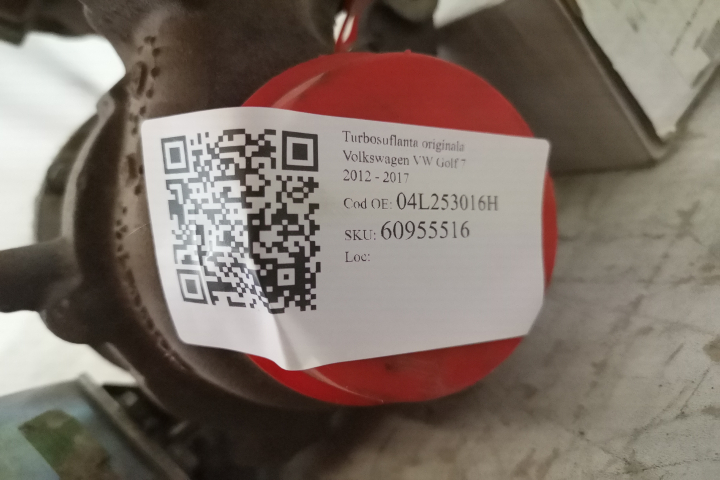 Turbosuflanta originala
Volkswagen VW Golf 7
2012 - 2017
Cod OE: 04L253016H
SKU: 60955516
Loc: